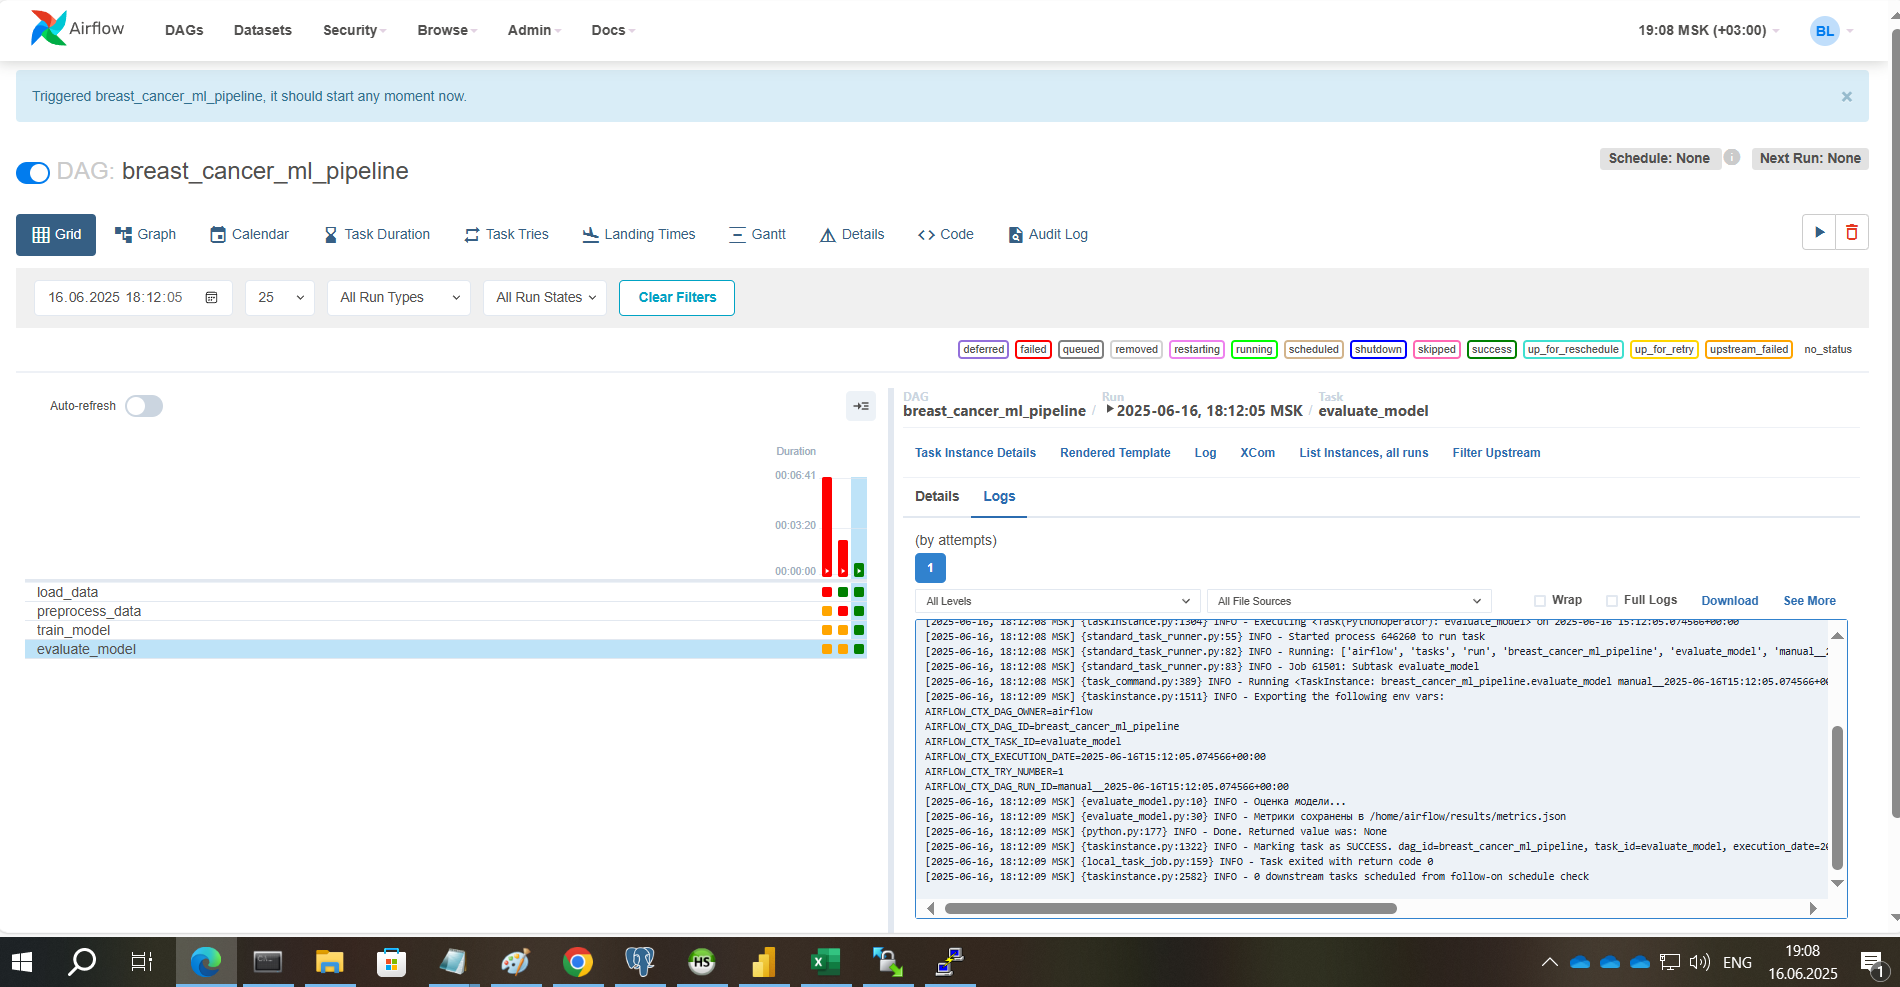 Airflow
DAGs
Datasets
Security
Browse
Admin
Docs
19:08 MSK (+03:00)
BL
Triggered breast_cancer_ml_pipeline, it should start any moment now.
×
DAG: breast_cancer_ml_pipeline
Schedule: None
i
Next Run: None
Grid
Graph
Calendar
Task Duration
Task Tries
Landing Times
Gantt
Details
Code
Audit Log
16.06.2025 18:12:05
25
All Run Types
All Run States
Clear Filters
deferred
failed
queued
removed
restarting
running
scheduled
shutdown
skipped
success
up_for_reschedule
up_for_retry
upstream_failed
no_status
Auto-refresh
Duration
00:06:41
00:03:20
00:00:00
load_data
preprocess_data
train_model
evaluate_model
DAG
breast_cancer_ml_pipeline
/
Run
2025-06-16, 18:12:05 MSK
/
Task
evaluate_model
Task Instance Details
Rendered Template
Log
XCom
List Instances, all runs
Filter Upstream
Details
Logs
(by attempts)
1
All Levels
All File Sources
Wrap
Full Logs
Download
See More
[2025-06-16, 18:12:08 MSK] {taskinstance.py:1304} INFO - Executing <Task(PythonOperator): evaluate_model> on 2025-06-16 15:12:05.074566+00:00
[2025-06-16, 18:12:08 MSK] {standard_task_runner.py:55} INFO - Started process 646260 to run task
[2025-06-16, 18:12:08 MSK] {standard_task_runner.py:82} INFO - Running: ['airflow', 'tasks', 'run', 'breast_cancer_ml_pipeline', 'evaluate_model', 'manual__
[2025-06-16, 18:12:08 MSK] {standard_task_runner.py:83} INFO - Job 61501: Subtask evaluate_model
[2025-06-16, 18:12:08 MSK] {task_command.py:389} INFO - Running <TaskInstance: breast_cancer_ml_pipeline.evaluate_model manual__2025-06-16T15:12:05.074566+00
[2025-06-16, 18:12:09 MSK] {taskinstance.py:1511} INFO - Exporting the following env vars:
AIRFLOW_CTX_DAG_OWNER=airflow
AIRFLOW_CTX_DAG_ID=breast_cancer_ml_pipeline
AIRFLOW_CTX_TASK_ID=evaluate_model
AIRFLOW_CTX_EXECUTION_DATE=2025-06-16T15:12:05.074566+00:00
AIRFLOW_CTX_TRY_NUMBER=1
AIRFLOW_CTX_DAG_RUN_ID=manual__2025-06-16T15:12:05.074566+00:00
[2025-06-16, 18:12:09 MSK] {evaluate_model.py:10} INFO - Оценка модели...
[2025-06-16, 18:12:09 MSK] {evaluate_model.py:30} INFO - Метрики сохранены в /home/airflow/results/metrics.json
[2025-06-16, 18:12:09 MSK] {python.py:177} INFO - Done. Returned value was: None
[2025-06-16, 18:12:09 MSK] {taskinstance.py:1322} INFO - Marking task as SUCCESS. dag_id=breast_cancer_ml_pipeline, task_id=evaluate_model, execution_date=20
[2025-06-16, 18:12:09 MSK] {local_task_job.py:159} INFO - Task exited with return code 0
[2025-06-16, 18:12:09 MSK] {taskinstance.py:2582} INFO - 0 downstream tasks scheduled from follow-on schedule check
HS
ENG
19:08
16.06.2025
1